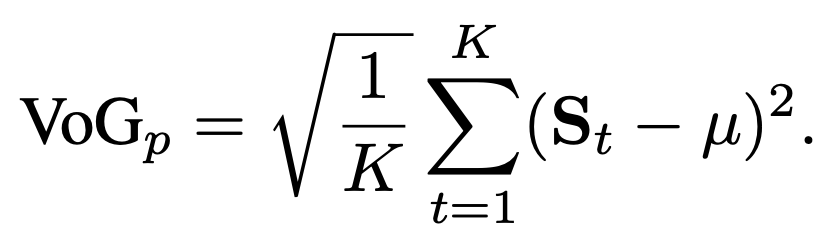 VoG_p = \sqrt{\frac{1}{K}} \sum_{t=1}^{K} (\mathbf{S}_t - \mu)^2.